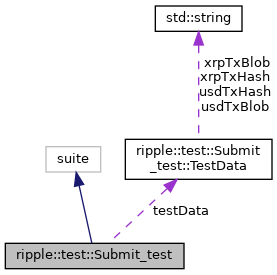 std::string
xrpTxBlob
xrpTxHash
usdTxHash
usdTxBlob
suite
ripple::test::Submit
_test::TestData
testData
ripple::test::Submit_test